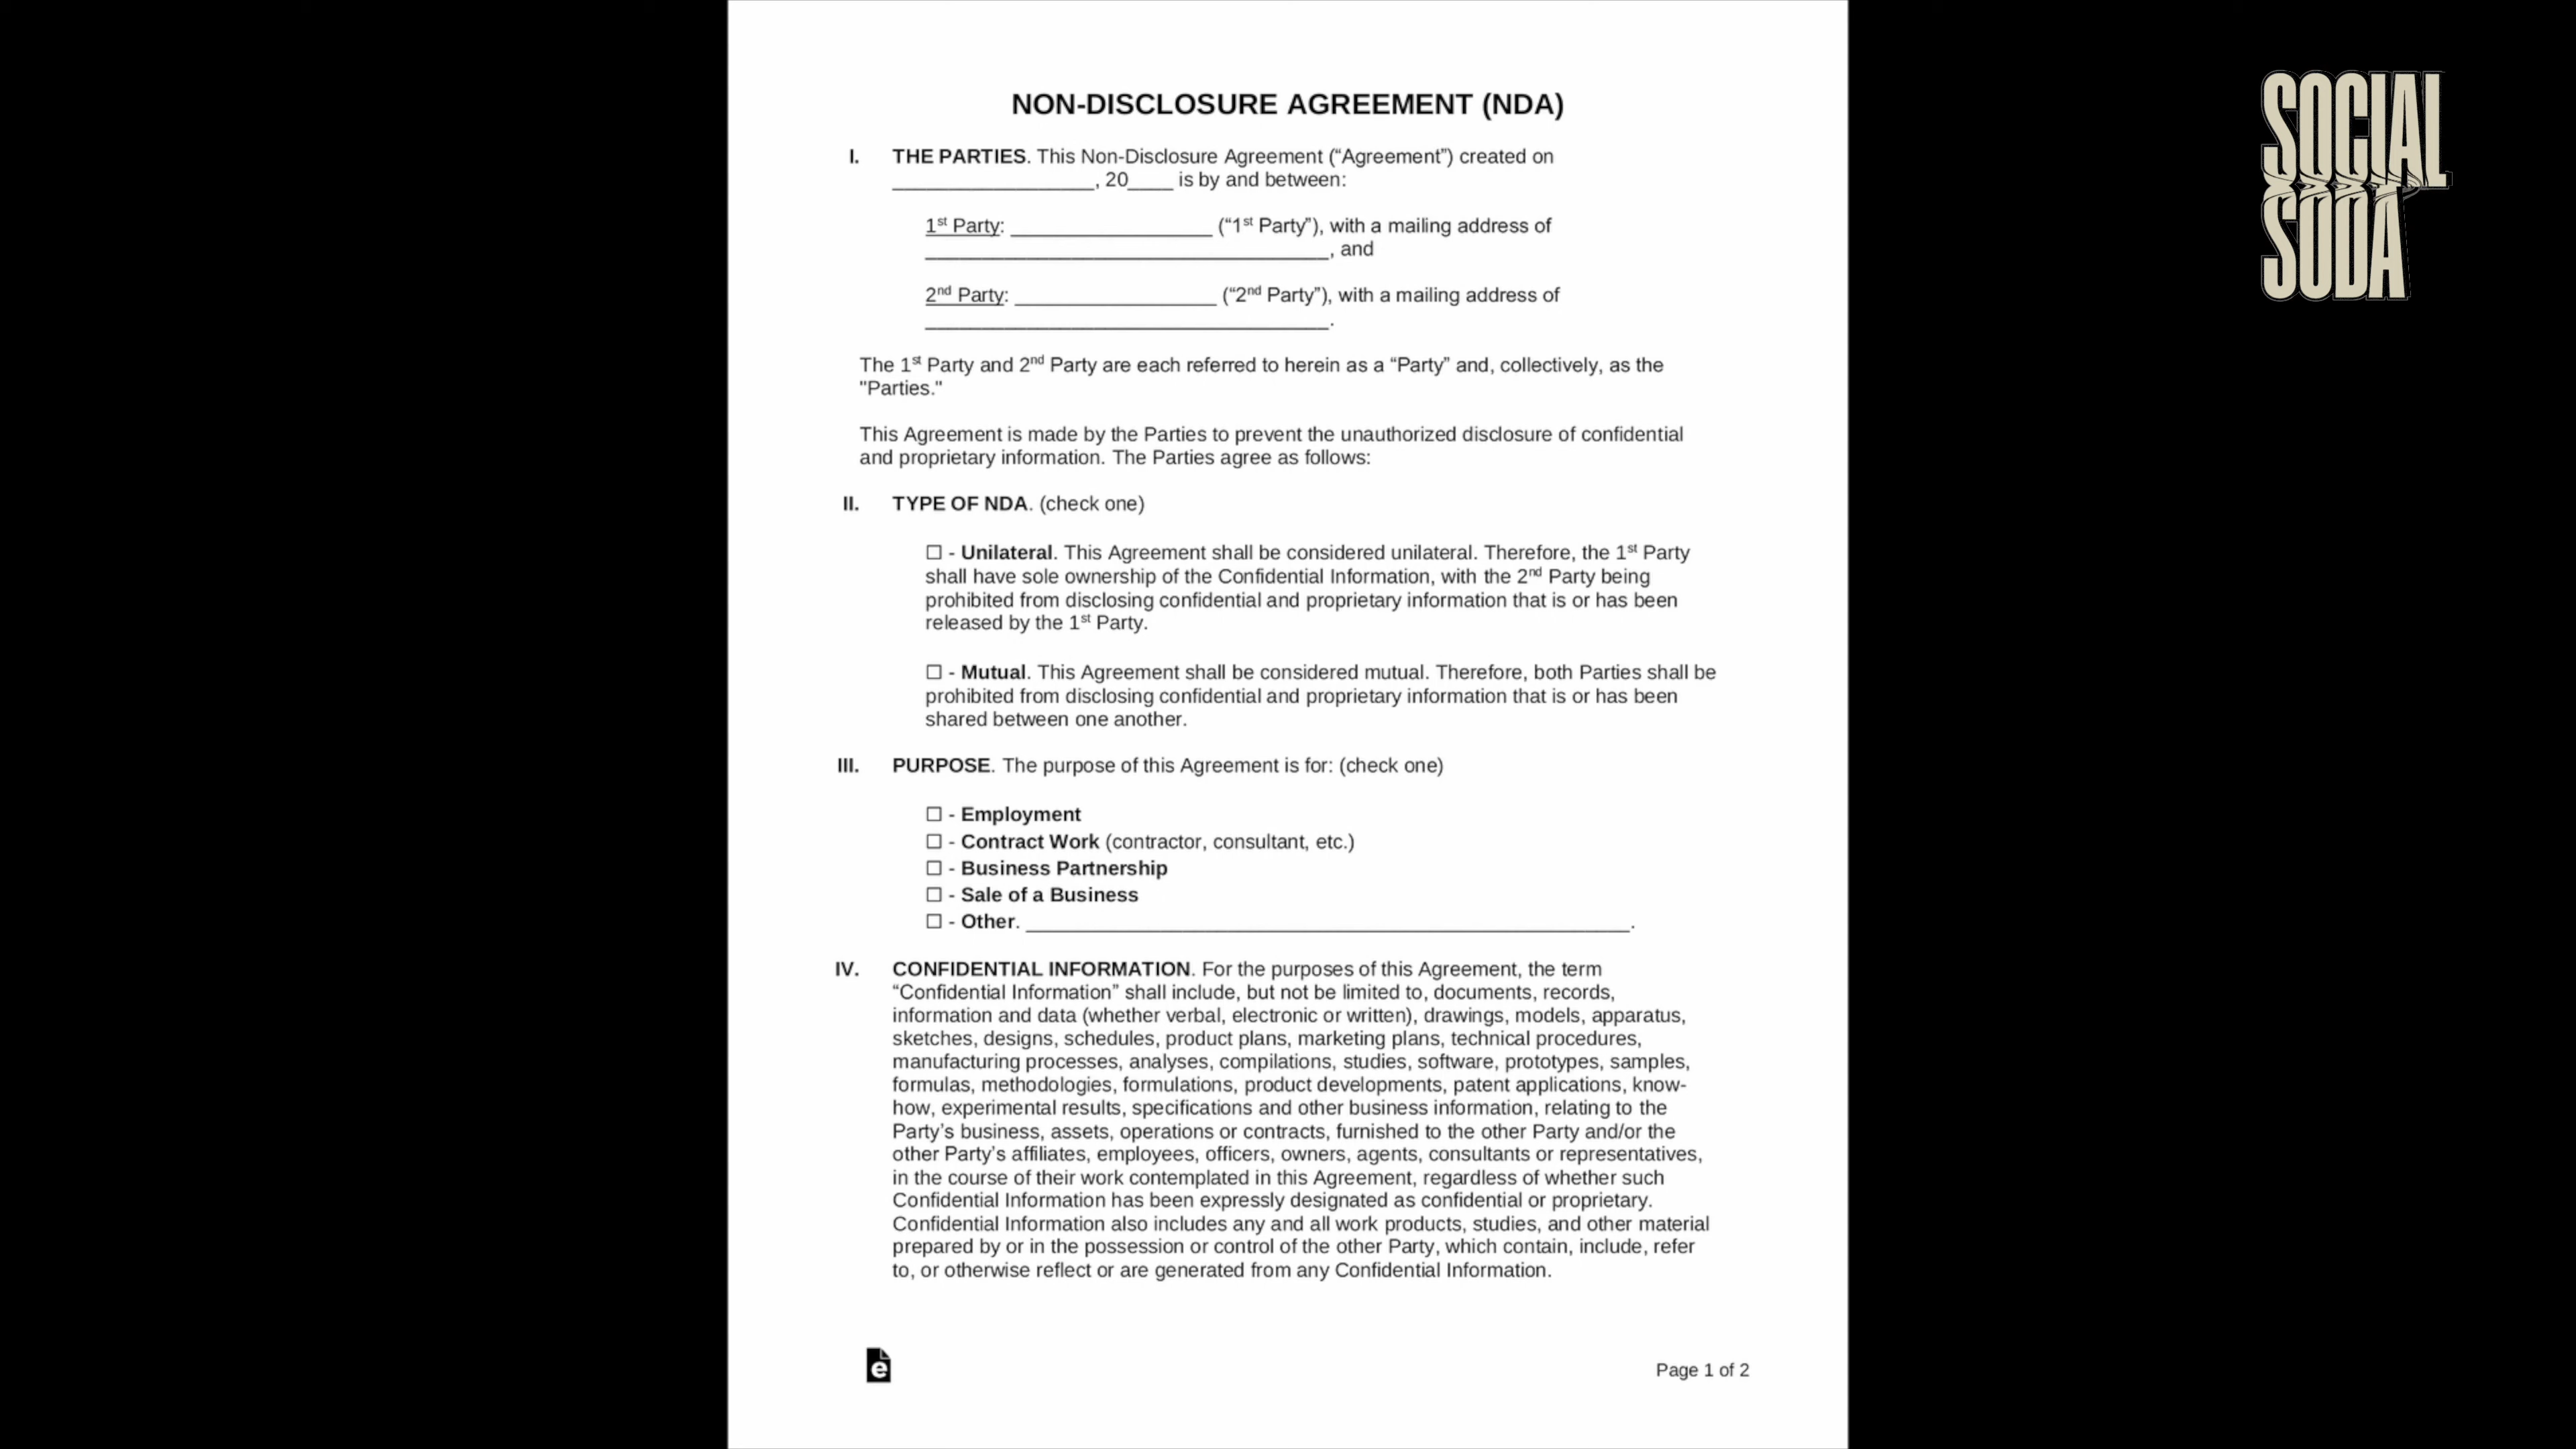 NON-DISCLOSURE AGREEMENT (NDA)
I. THE PARTIES. This Non-Disclosure Agreement (“Agreement”) created on
__________________, 20____ is by and between:
1st Party: __________________ (“1st Party”), with a mailing address of
____________________________________, and
2nd Party: __________________ (“2nd Party”), with a mailing address of
____________________________________.
The 1st Party and 2nd Party are each referred to herein as a “Party” and, collectively, as the
"Parties."
This Agreement is made by the Parties to prevent the unauthorized disclosure of confidential
and proprietary information. The Parties agree as follows:
II. TYPE OF NDA. (check one)
☐ - Unilateral. This Agreement shall be considered unilateral. Therefore, the 1st Party
shall have sole ownership of the Confidential Information, with the 2nd Party being
prohibited from disclosing confidential and proprietary information that is or has been
released by the 1st Party.
☐ - Mutual. This Agreement shall be considered mutual. Therefore, both Parties shall be
prohibited from disclosing confidential and proprietary information that is or has been
shared between one another.
III. PURPOSE. The purpose of this Agreement is for: (check one)
☐ - Employment
☐ - Contract Work (contractor, consultant, etc.)
☐ - Business Partnership
☐ - Sale of a Business
☐ - Other. ______________________________________________________.
IV. CONFIDENTIAL INFORMATION. For the purposes of this Agreement, the term
“Confidential Information” shall include, but not be limited to, documents, records,
information and data (whether verbal, electronic or written), drawings, models, apparatus,
sketches, designs, schedules, product plans, marketing plans, technical procedures,
manufacturing processes, analyses, compilations, studies, software, prototypes, samples,
formulas, methodologies, formulations, product developments, patent applications, know-
how, experimental results, specifications and other business information, relating to the
Party’s business, assets, operations or contracts, furnished to the other Party and/or the
other Party’s affiliates, employees, officers, owners, agents, consultants or representatives,
in the course of their work contemplated in this Agreement, regardless of whether such
Confidential Information has been expressly designated as confidential or proprietary.
Confidential Information also includes any and all work products, studies, and other material
prepared by or in the possession or control of the other Party, which contain, include, refer
to, or otherwise reflect or are generated from any Confidential Information.
e
Page 1 of 2
SOCIAL
SODA